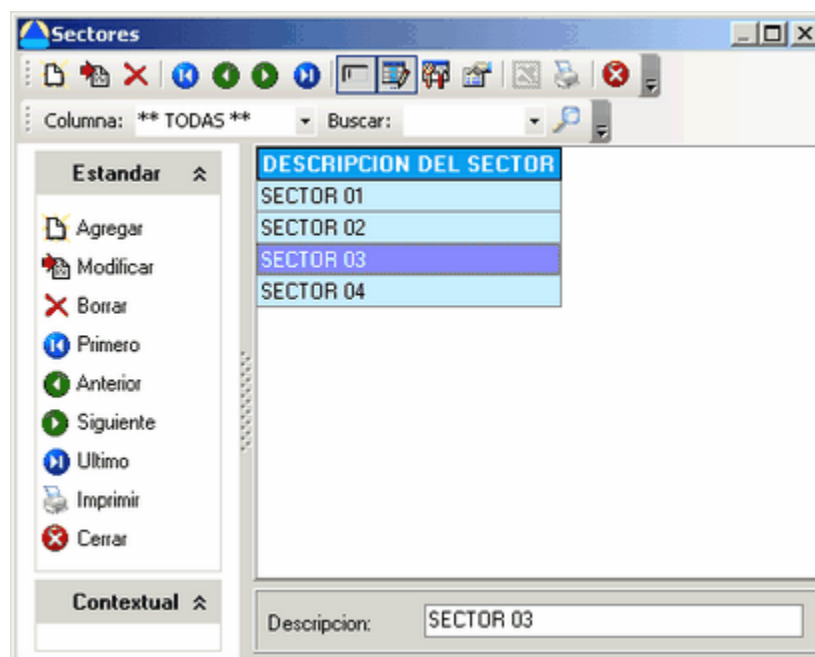 Sectores
Columna: ** TODAS ** Buscar:
Estandar
Agregar
Modificar
Borrar
Primero
Anterior
Siguiente
Ultimo
Imprimir
Cerrar
Contextual
DESCRIPCION DEL SECTOR
SECTOR 01
SECTOR 02
SECTOR 03
SECTOR 04
Descripcion: SECTOR 03